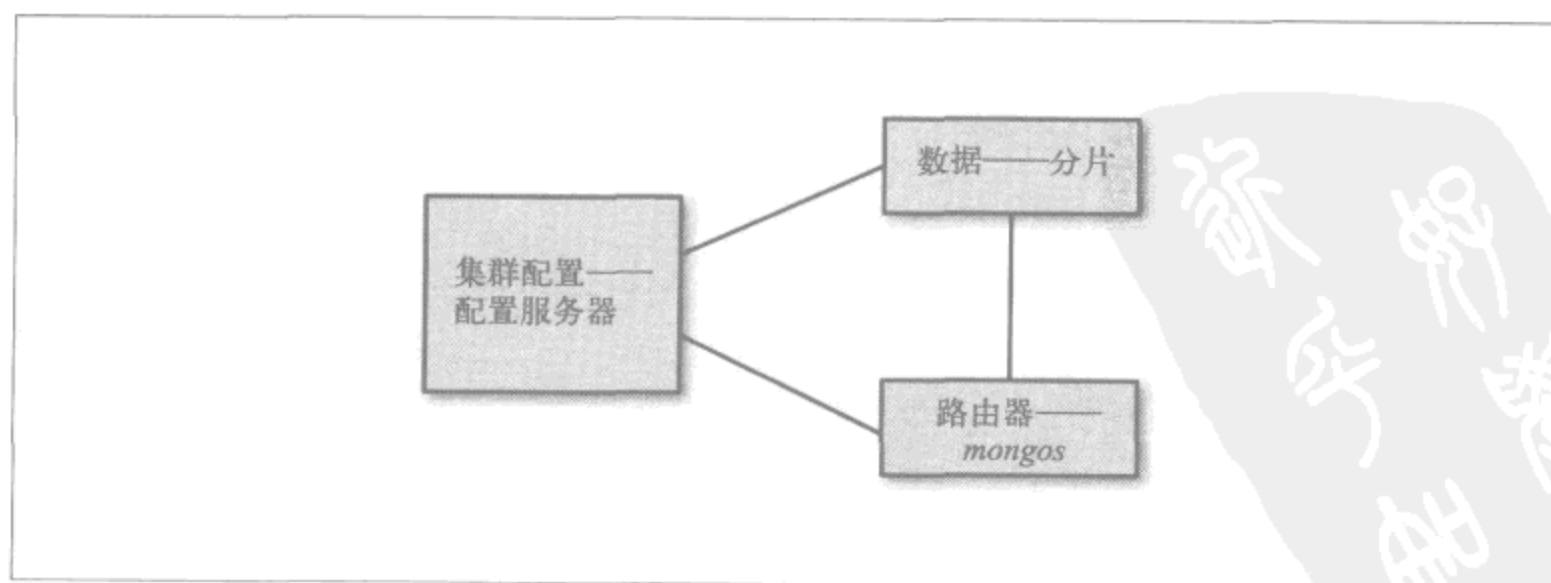 数据——分片
集群配置——
配置服务器
路由器——
mongos